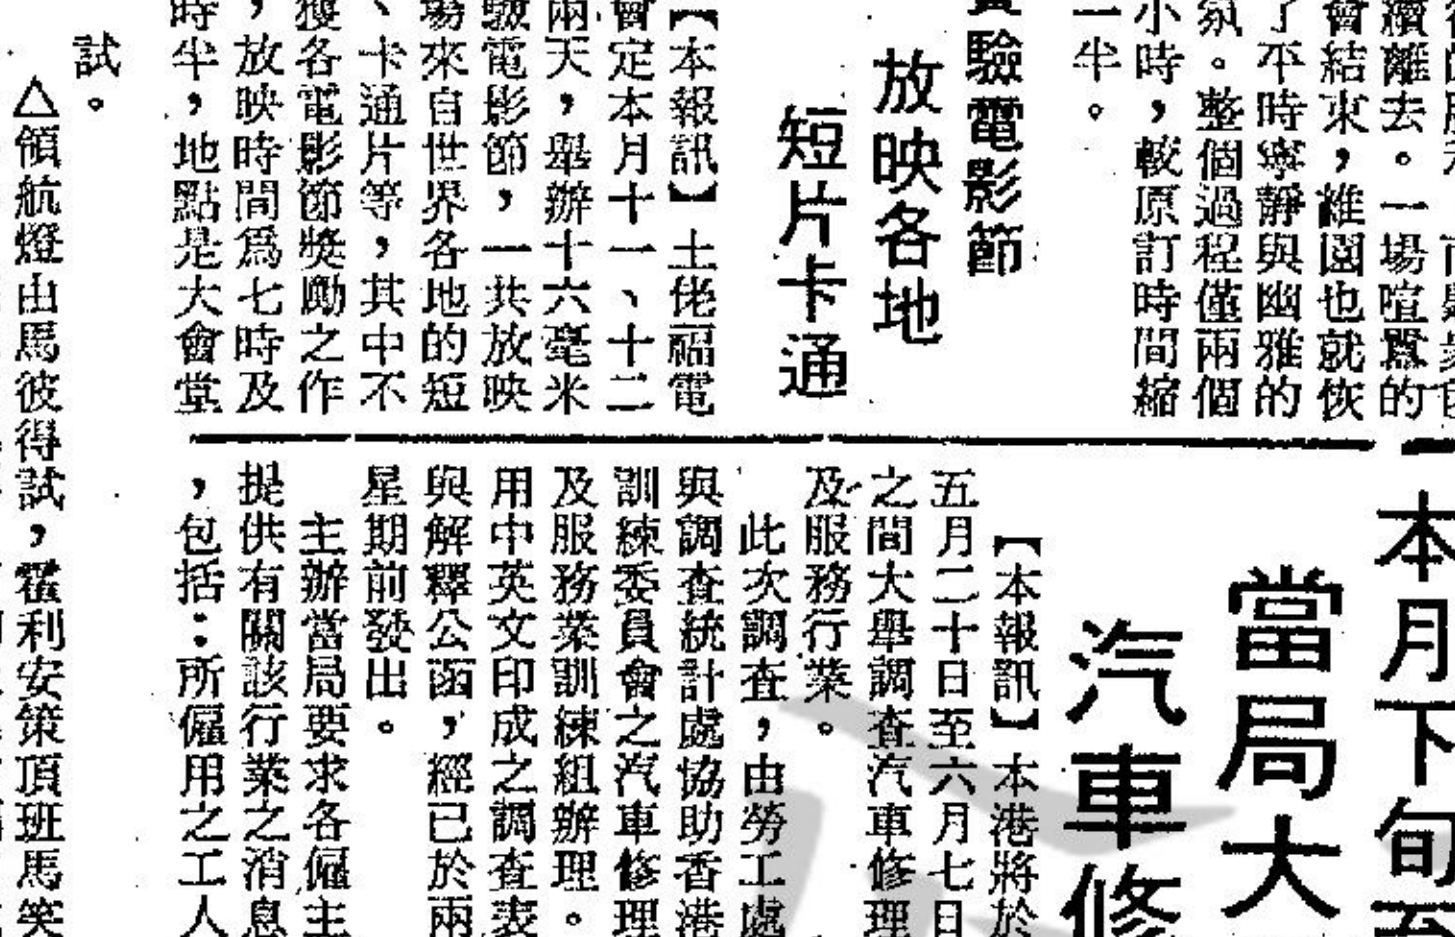 會結束，雜園也就恢
了平時寧靜與幽雅的
氛。整個過程僅兩個
小時，較原訂時間縮
一半。
驗電影節
放映各地
短片卡通
【本報訊】土佬福電
會定本月十一、十二
兩天，舉辦十六毫米
驗電影節，一共放映
場來自世界各地的短
、卡通片等，其中不
獲各電影節獎勵之作
，放映時間爲七時及
時半，地點是大會堂
本月下旬至
當局大
汽車修
【本報訊】本港將於
五月二十日至六月七日
之間大舉調查汽車修理
及服務行業。
此次調查，由勞工處
與調查統計處協助香港
訓練委員會之汽車修理
及服務業訓練組辦理。
用中英文印成之調查表
與解釋公函，經已於兩
星期前發出。
主辦當局要求各僱主
提供有關該行業之消息
，包括：所僱用之工人
試。
△領航燈由馬彼得試，霍利安策頂班馬笑